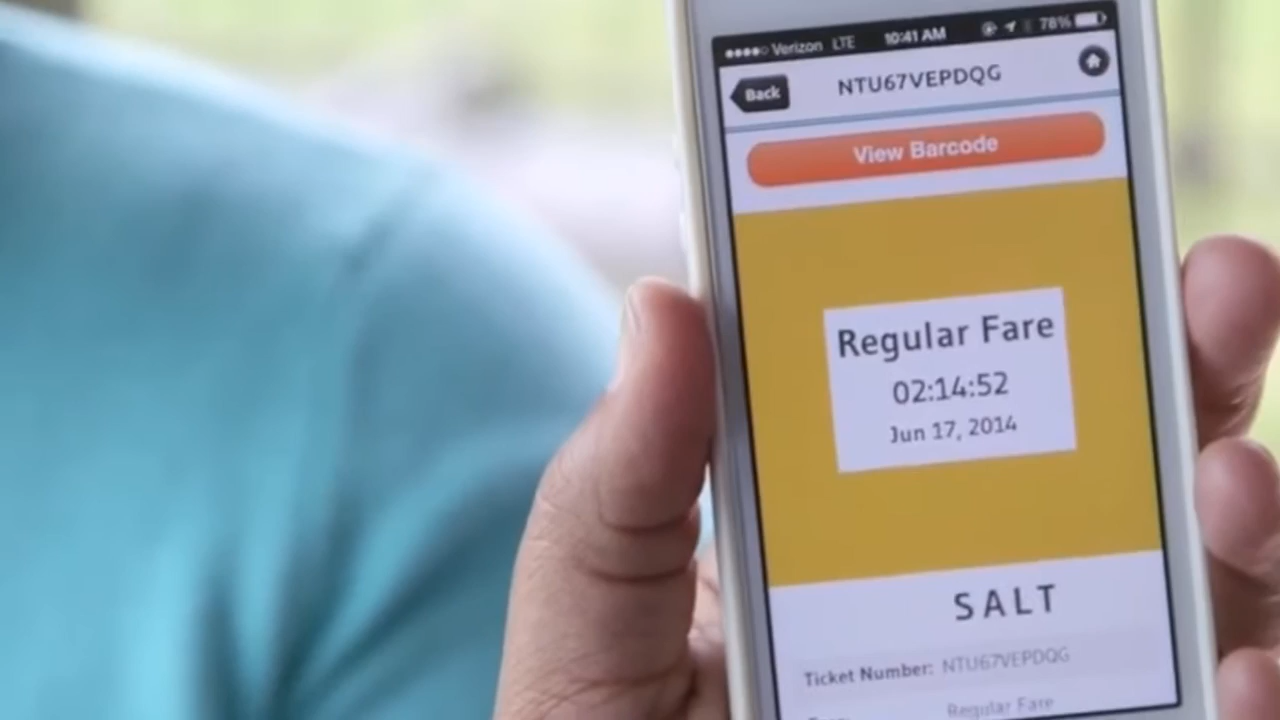 Verizon LTE 10:41 AM 78%
Back NTU67VEPDQG
View Barcode
Regular Fare
02:14:52
Jun 17, 2014
SALT
Ticket Number: NTU67VEPDQG
Regular Fare